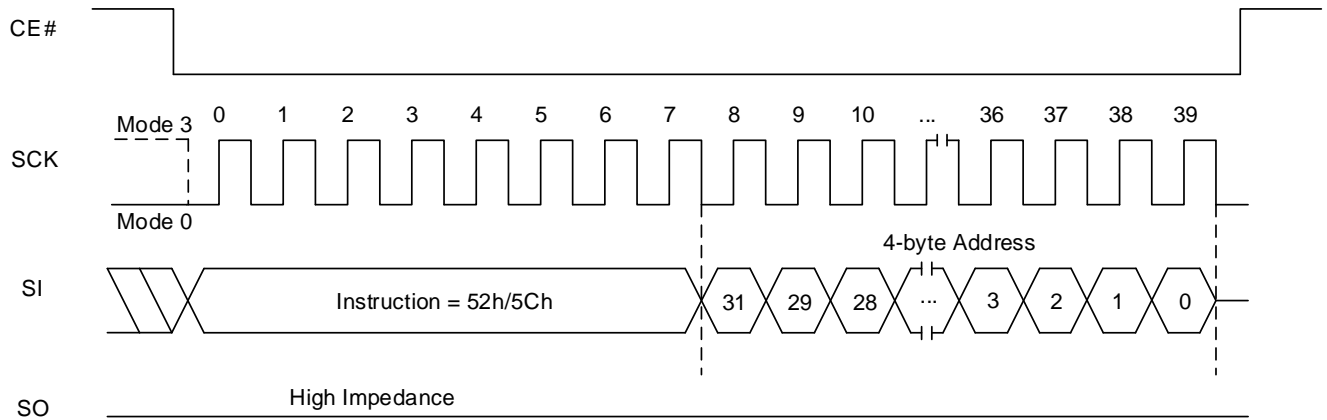 CE#
0 1 2 3 4 5 6 7 8 9 10 ... 36 37 38 39
Mode 3
SCK
Mode 0
4-byte Address
SI
Instruction = 52h/5Ch 31 29 28 ... 3 2 1 0
High Impedance
SO